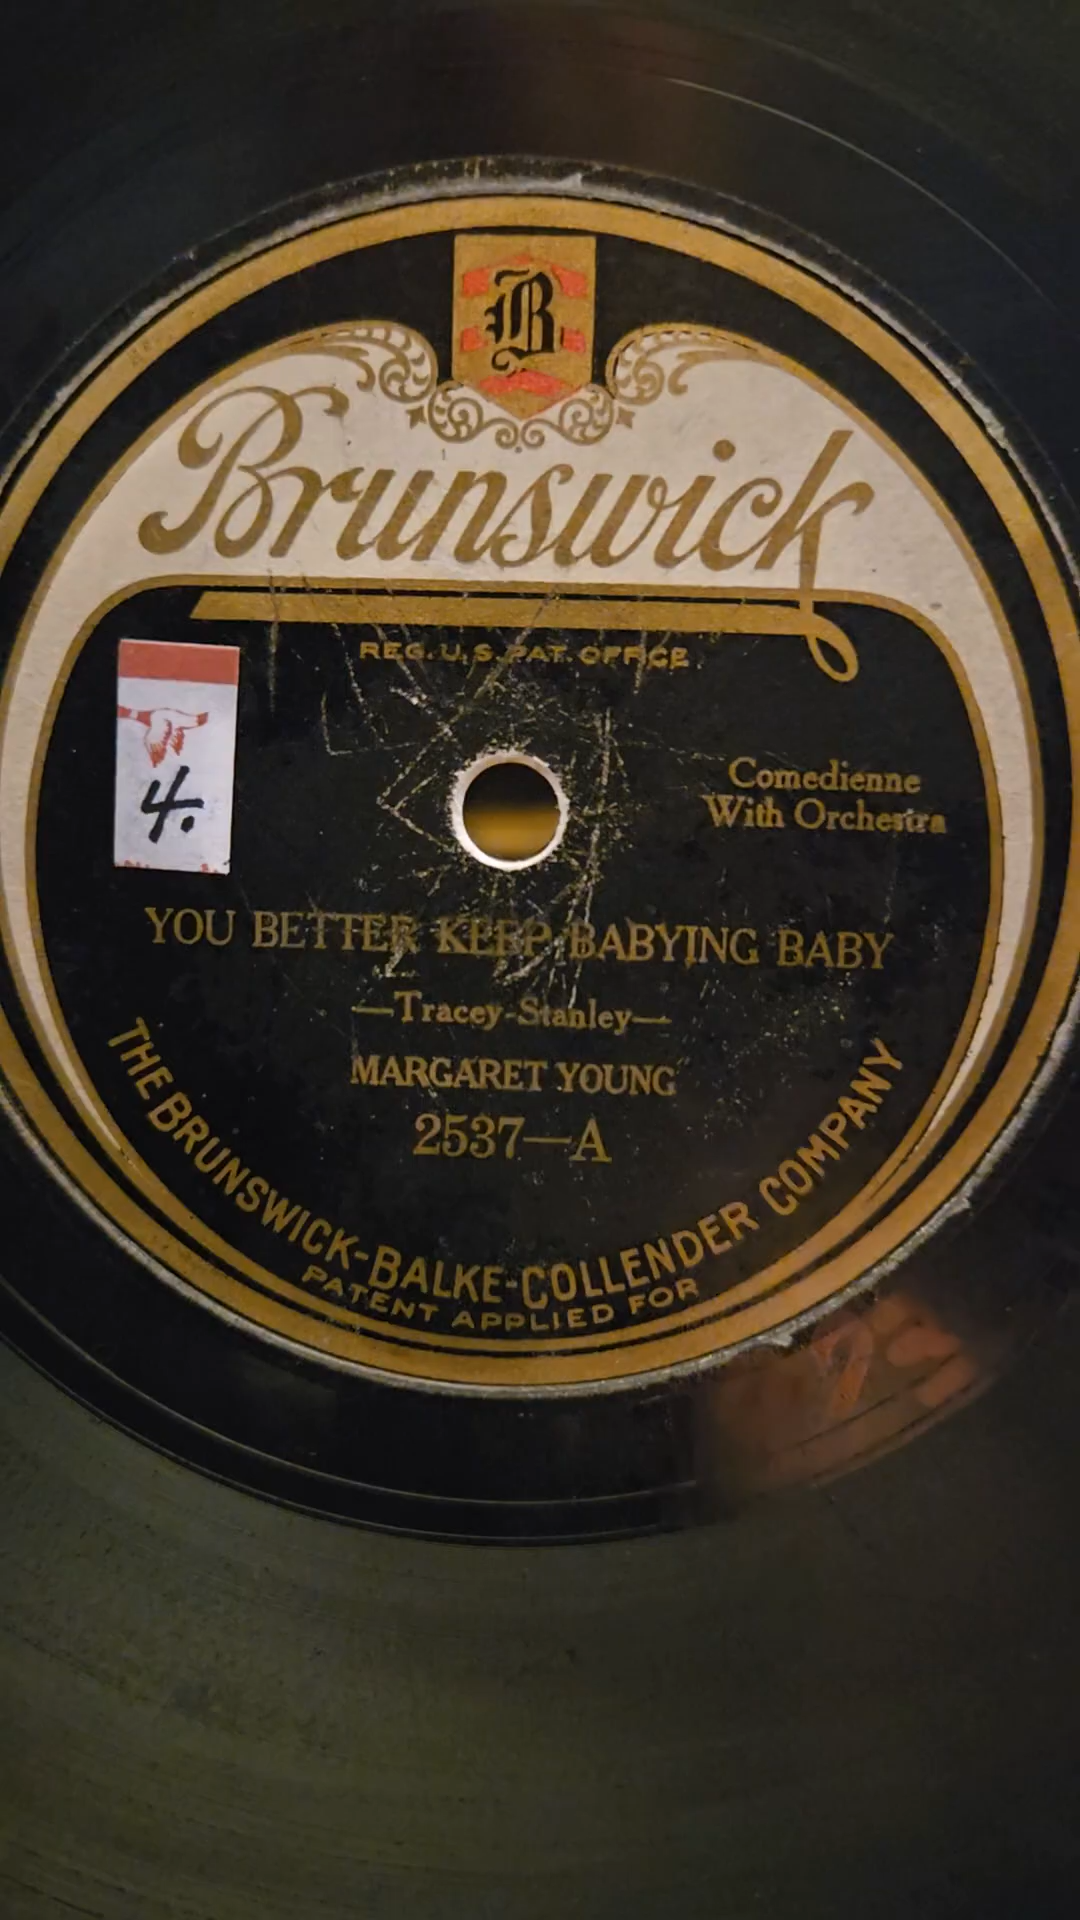 B
Brunswick
REG. U.S. PAT. OFFICE
4.
Comedienne
With Orchestra
YOU BETTER KEEP BABYING BABY
—Tracey-Stanley—
MARGARET YOUNG
2537—A
THE BRUNSWICK-BALKE-COLLENDER COMPANY
PATENT APPLIED FOR